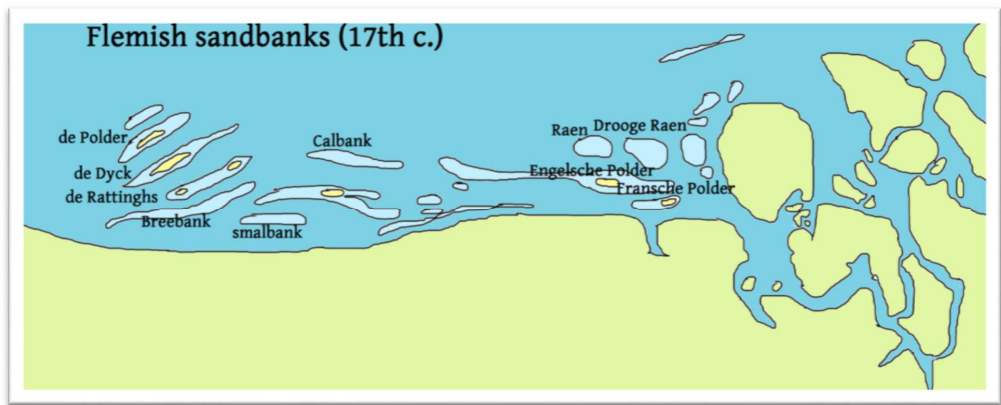 Flemish sandbanks (17th c.)
de Polder
de Dyck
de Rattinghs
Breebank
smalbank
Calbank
Raen
Drooge Raen
Engelsche Polder
Fransche Polder